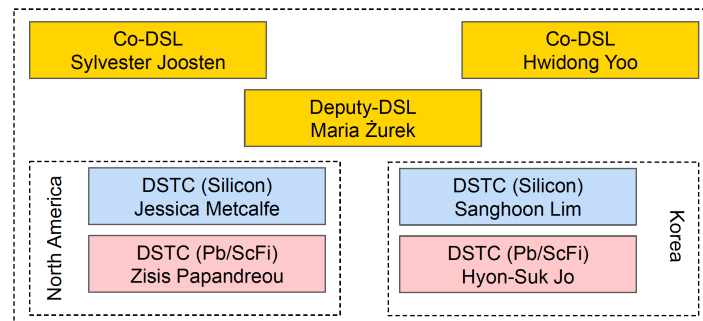 Co-DSL
Sylvester Joosten
Co-DSL
Hwidong Yoo
Deputy-DSL
Maria Żurek
North America
DSTC (Silicon)
Jessica Metcalfe
DSTC (Pb/ScFi)
Zisis Papandreou
DSTC (Silicon)
Sanghoon Lim
DSTC (Pb/ScFi)
Hyon-Suk Jo
Korea